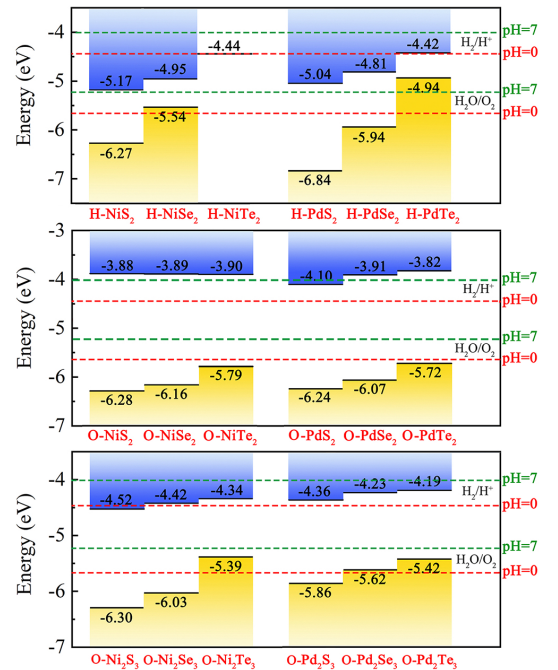 Energy (eV)
-4
-5
-6
-7
-5.17
-4.95
-4.44
-5.04
-4.81
-4.42
-6.27
-5.54
-6.84
-5.94
-4.94
H₂/H⁺
H₂O/O₂
pH=7
pH=0
pH=7
pH=0
H-NiS₂
H-NiSe₂
H-NiTe₂
H-PdS₂
H-PdSe₂
H-PdTe₂
Energy (eV)
-3
-4
-5
-6
-7
-3.88
-3.89
-3.90
-4.10
-3.91
-3.82
-6.28
-6.16
-5.79
-6.24
-6.07
-5.72
H₂/H⁺
H₂O/O₂
pH=7
pH=0
pH=7
pH=0
O-NiS₂
O-NiSe₂
O-NiTe₂
O-PdS₂
O-PdSe₂
O-PdTe₂
Energy (eV)
-4
-5
-6
-7
-4.52
-4.42
-4.34
-4.36
-4.23
-4.19
-6.30
-6.03
-5.39
-5.86
-5.62
-5.42
H₂/H⁺
H₂O/O₂
pH=7
pH=0
pH=7
pH=0
O-Ni₂S₃
O-Ni₂Se₃
O-Ni₂Te₃
O-Pd₂S₃
O-Pd₂Se₃
O-Pd₂Te₃